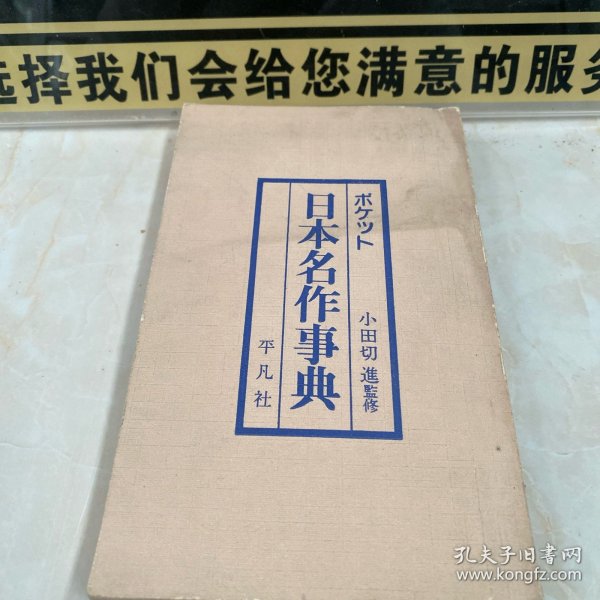 选择我们会给您满意的服务
ポケット
日本名作事典
小田切 進監修
平凡社
孔夫子旧书网
www.kongfz.com